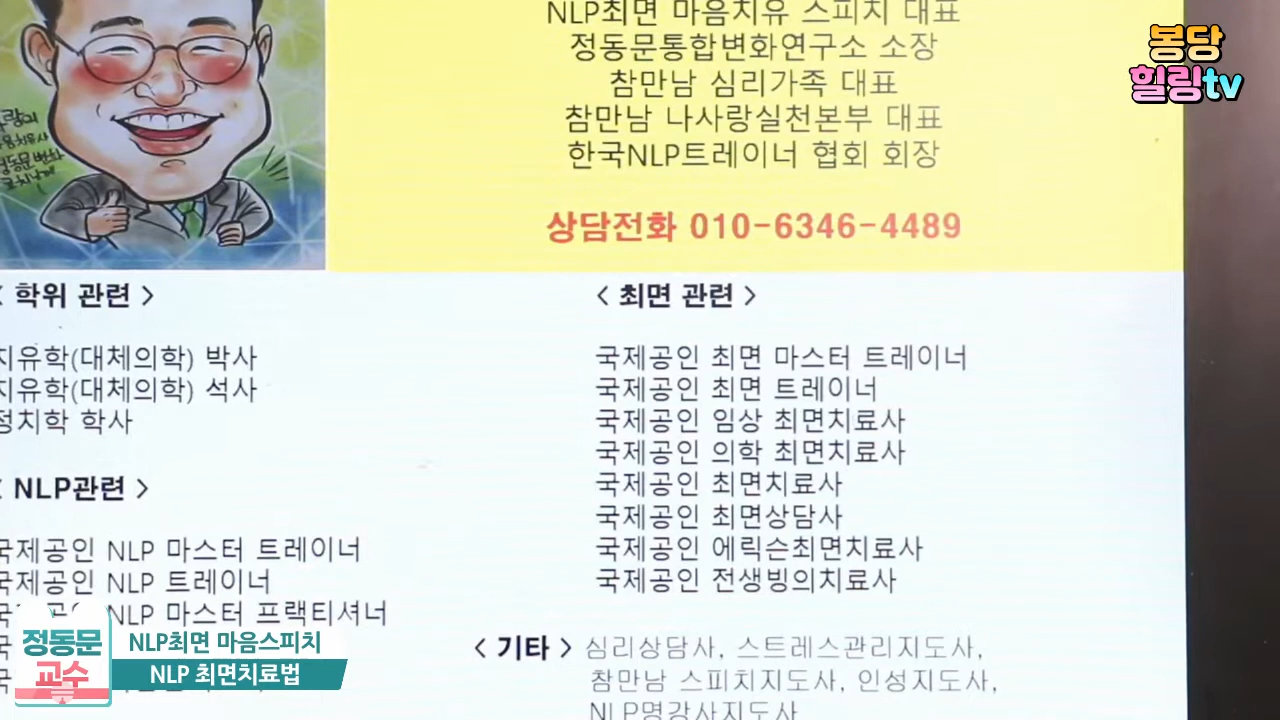 NLP최면 마음치유 스피치 대표
정동문통합변화연구소 소장
참만남 심리가족 대표
참만남 나사랑실천본부 대표
한국NLP트레이너 협회 회장
상담전화 010-6346-4489
봉당
힐링tv
< 학위 관련 >
치유학(대체의학) 박사
치유학(대체의학) 석사
정치학 학사
< NLP관련 >
국제공인 NLP 마스터 트레이너
국제공인 NLP 트레이너
NLP 마스터 프랙티셔너
< 최면 관련 >
국제공인 최면 마스터 트레이너
국제공인 최면 트레이너
국제공인 임상 최면치료사
국제공인 의학 최면치료사
국제공인 최면치료사
국제공인 최면상담사
국제공인 에릭슨최면치료사
국제공인 전생빙의치료사
< 기타 > 심리상담사, 스트레스관리지도사,
참만남 스피치지도사, 인성지도사,
NLP명강사지도사
정동문
교수
NLP최면 마음스피치
NLP 최면치료법